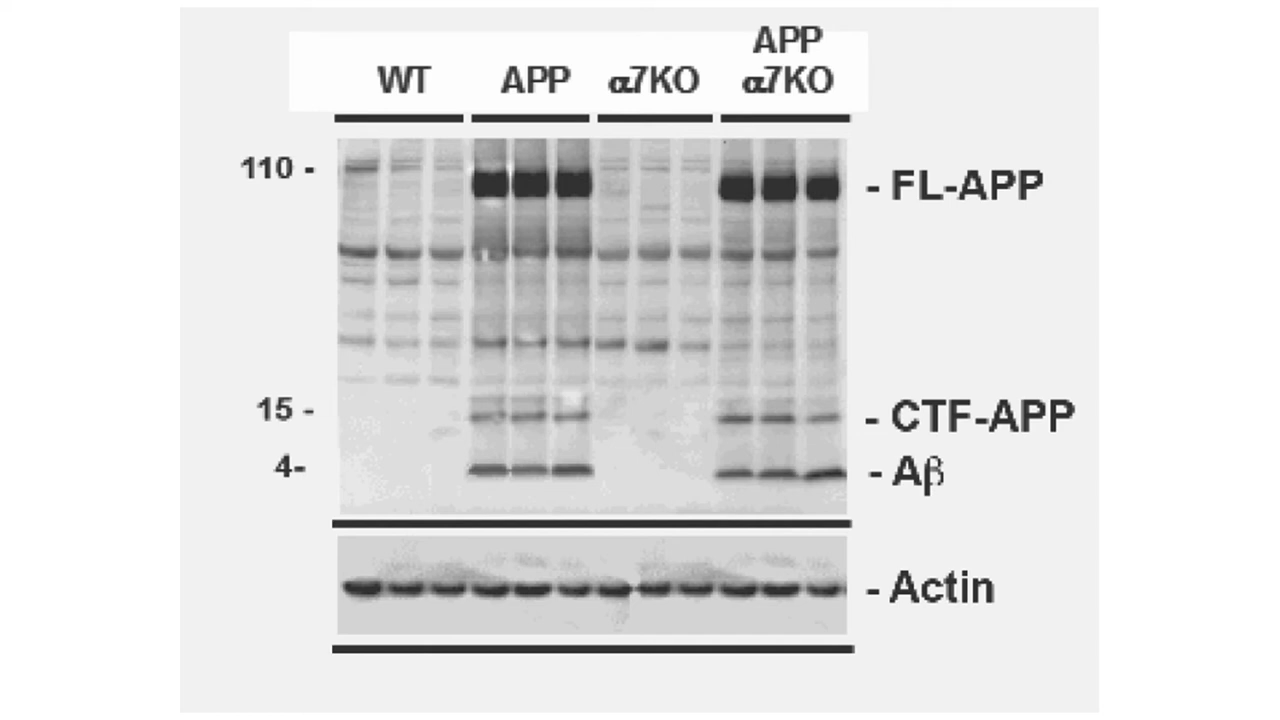 WT APP α7KO APP
α7KO
110 -
- FL-APP
15 -
- CTF-APP
4-
- Aβ
- Actin